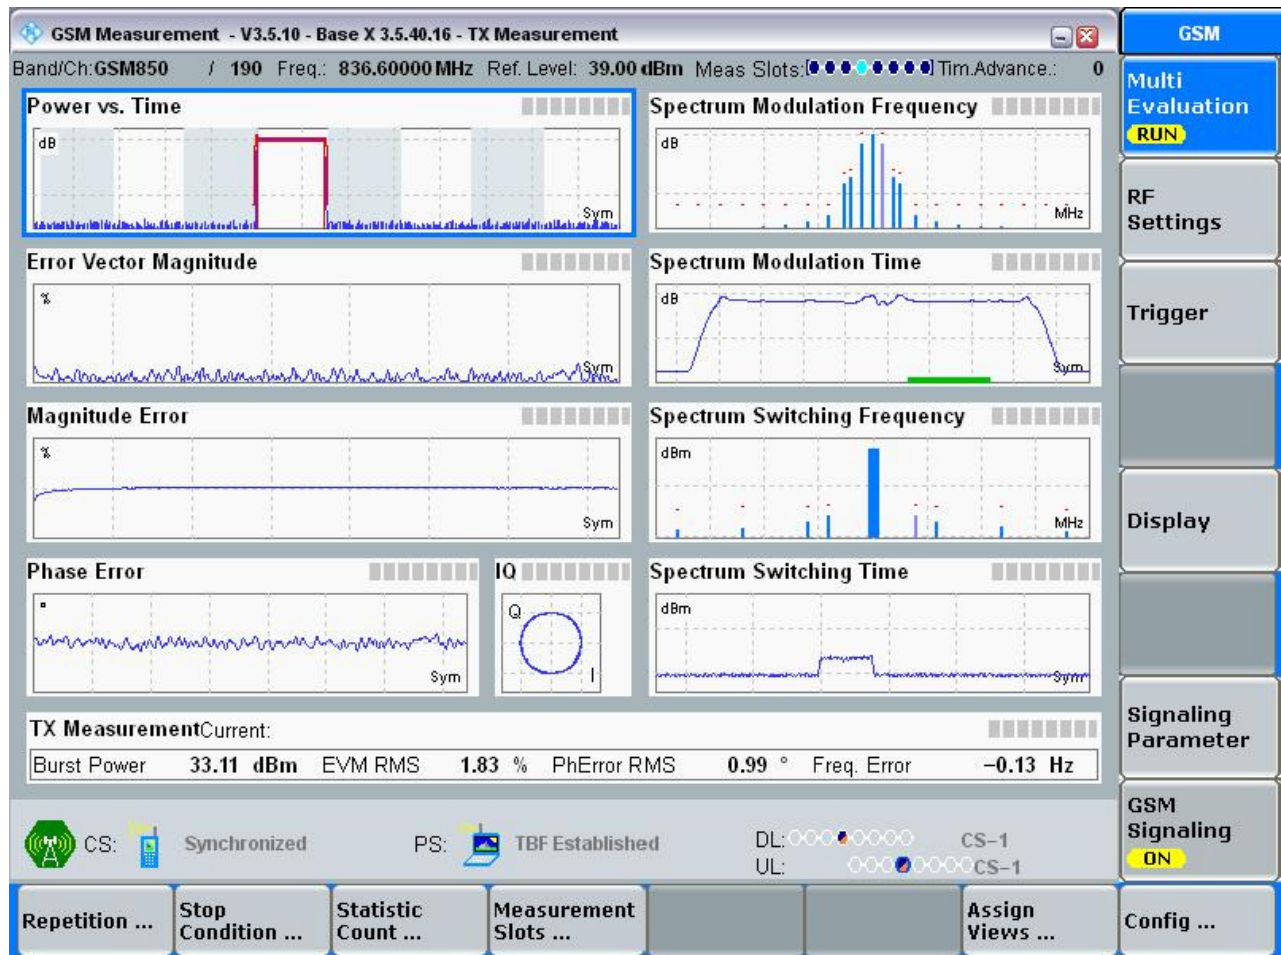 GSM Measurement - V3.5.10 - Base X 3.5.40.16 - TX Measurement
GSM
Band/Ch:GSM850 / 190 Freq.: 836.60000 MHz Ref. Level: 39.00 dBm Meas Slots: Tim.Advance.: 0
Multi
Evaluation
RUN
Power vs. Time
dB
Sym
Spectrum Modulation Frequency
dB
MHz
RF
Settings
Error Vector Magnitude
%
Sym
Spectrum Modulation Time
dB
Sym
Trigger
Magnitude Error
%
Sym
Spectrum Switching Frequency
dBm
MHz
Display
Phase Error
°
Sym
IQ
Q
I
Spectrum Switching Time
dBm
Sym
Signaling
Parameter
TX Measurement Current:
Burst Power 33.11 dBm EVM RMS 1.83 % PhError RMS 0.99 ° Freq. Error -0.13 Hz
GSM
Signaling
ON
CS: Synchronized PS: TBF Established DL: CS-1
UL: CS-1
Repetition ...
Stop
Condition ...
Statistic
Count ...
Measurement
Slots ...
Assign
Views ...
Config ...